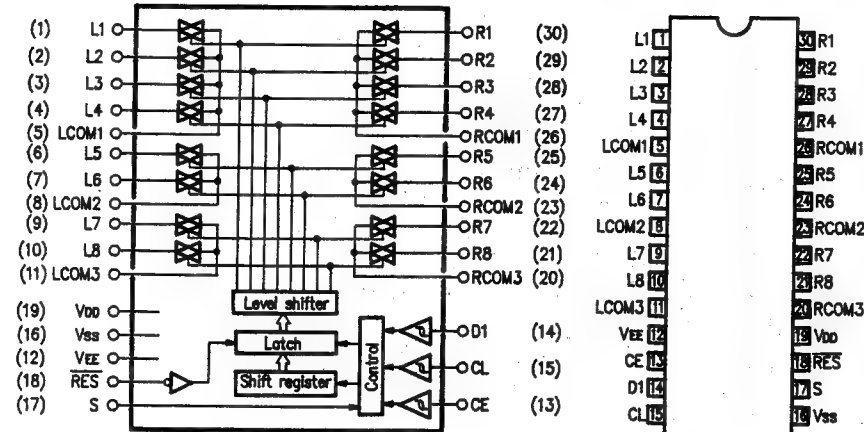 (1) L1 R1 (30)
(2) L2 R2 (29)
(3) L3 R3 (28)
(4) L4 R4 (27)
(5) LCOM1 RCOM1 (26)
(6) L5 R5 (25)
(7) L6 R6 (24)
(8) LCOM2 RCOM2 (23)
(9) L7 R7 (22)
(10) L8 R8 (21)
(11) LCOM3 RCOM3 (20)
Level shifter
(19) VDD
(16) Vss
(12) VEE
(18) RES
(17) S
Latch
Shift register
Control
D1 (14)
CL (15)
CE (13)
L1 1 30 R1
L2 2 29 R2
L3 3 28 R3
L4 4 27 R4
LCOM1 5 26 RCOM1
L5 6 25 R5
L6 7 24 R6
LCOM2 8 23 RCOM2
L7 9 22 R7
L8 10 21 R8
LCOM3 11 20 RCOM3
VEE 12 19 VDD
CE 13 18 RES
D1 14 17 S
CL 15 16 Vss